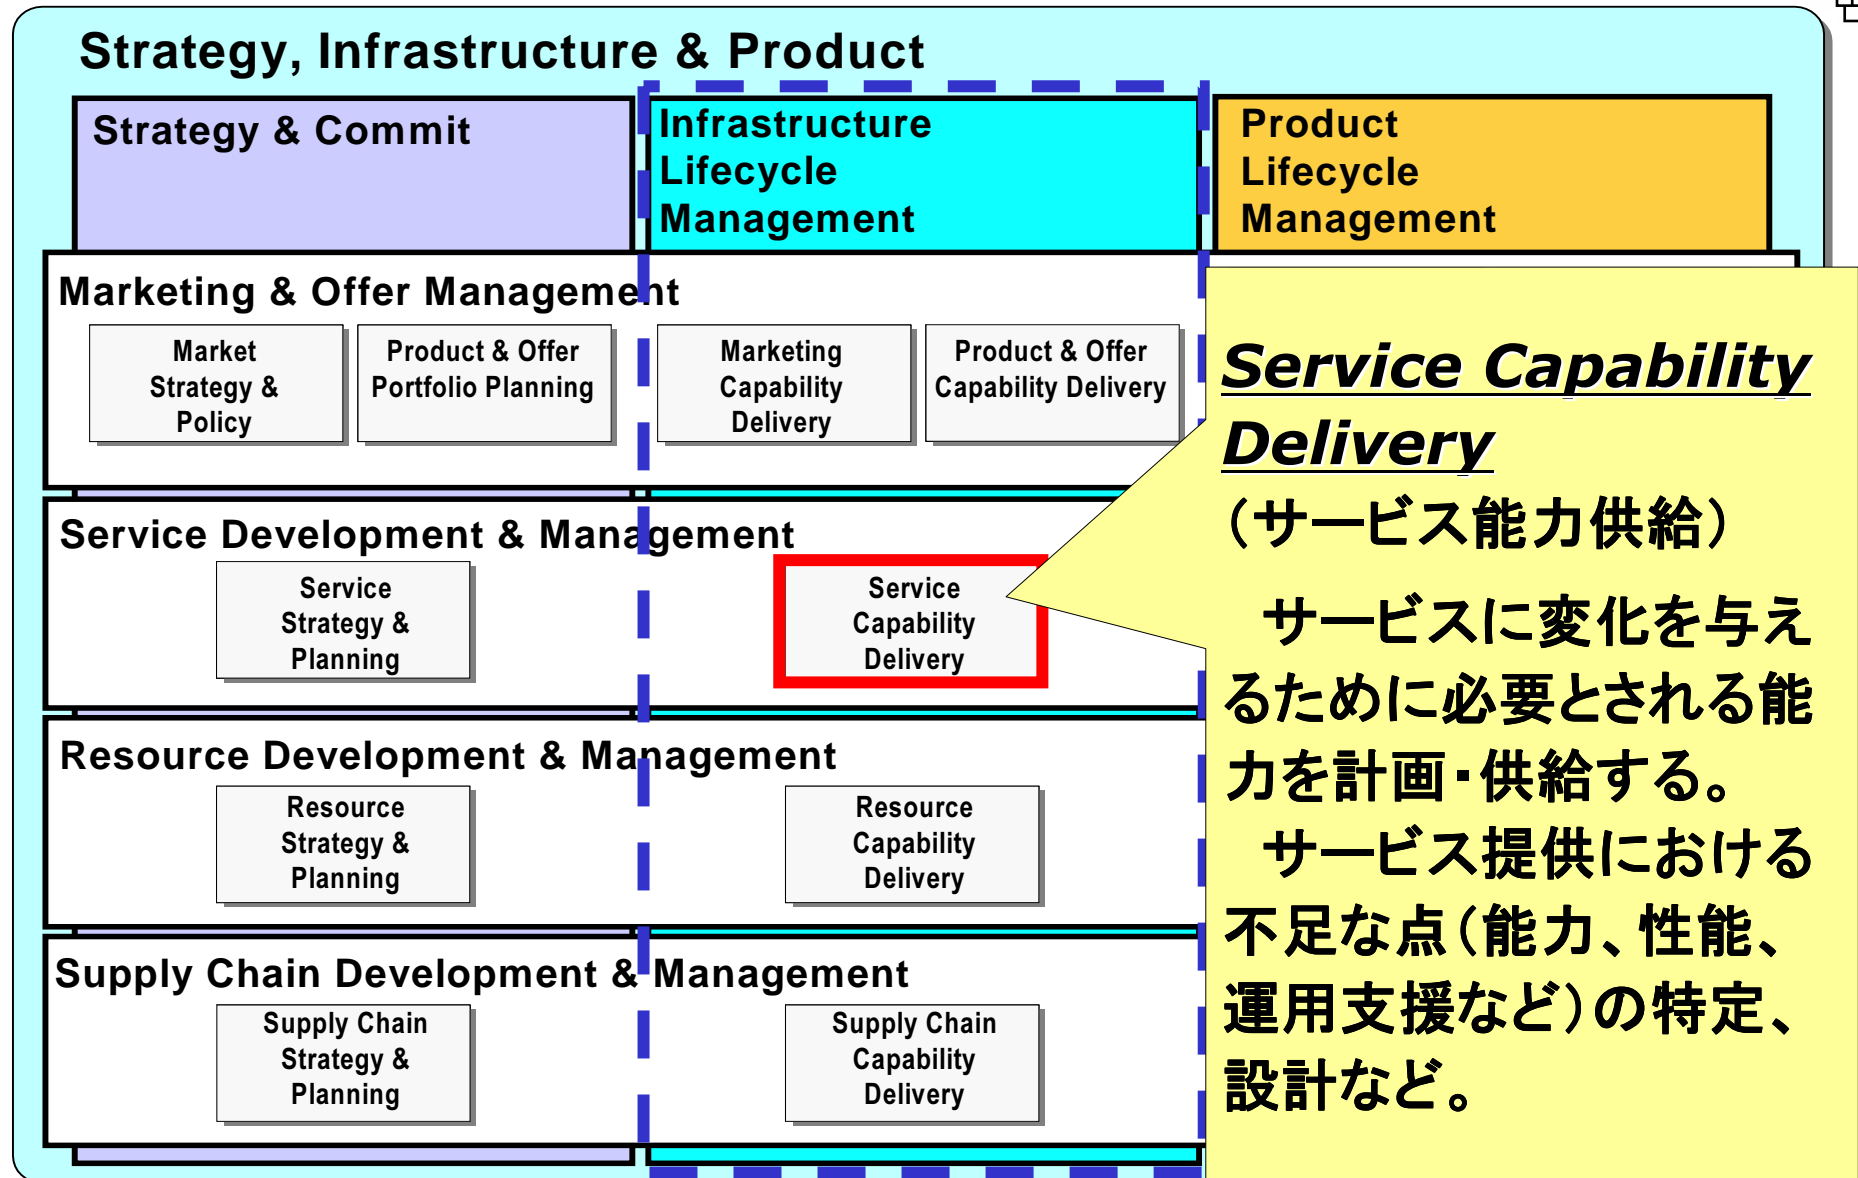 Strategy, Infrastructure & Product
Strategy & Commit
Infrastructure
Lifecycle
Management
Product
Lifecycle
Management
Marketing & Offer Management
Market
Strategy &
Policy
Product & Offer
Portfolio Planning
Marketing
Capability
Delivery
Product & Offer
Capability Delivery
Service Development & Management
Service
Strategy &
Planning
Service
Capability
Delivery
Resource Development & Management
Resource
Strategy &
Planning
Resource
Capability
Delivery
Supply Chain Development & Management
Supply Chain
Strategy &
Planning
Supply Chain
Capability
Delivery
Service Capability
Delivery
（サービス能力供給）
サービスに変化を与え
るために必要とされる能
力を計画・供給する。
サービス提供における
不足な点（能力、性能、
運用支援など）の特定、
設計など。